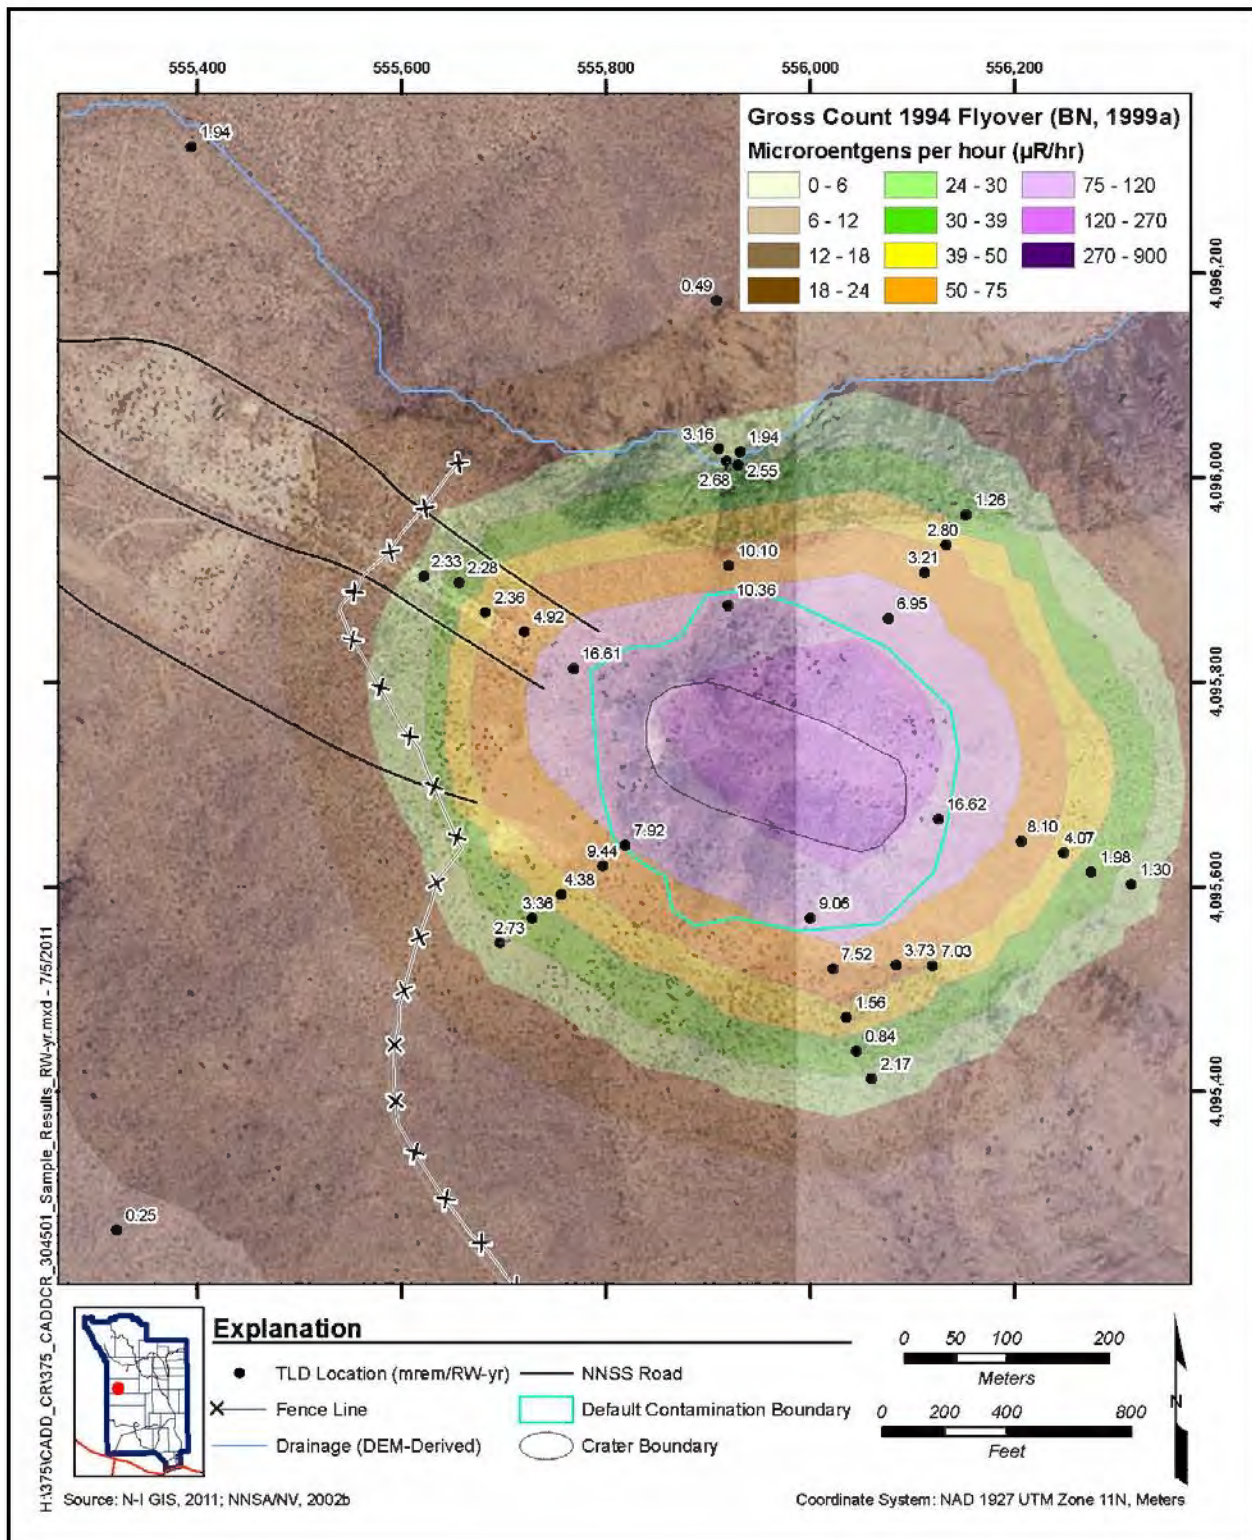 555,400 555,600 555,800 556,000 556,200
Gross Count 1994 Flyover (BN, 1999a)
Microroentgens per hour (µR/hr)
0 - 6 24 - 30 75 - 120
6 - 12 30 - 39 120 - 270
12 - 18 39 - 50 270 - 900
18 - 24 50 - 75
1.94
0.49
4,096,200
3.16 1.94
2.68 2.55
4,096,000
1.26
2.80
10.10 3.21
2.33 2.28
2.36 10.36
4.92 6.95
16.61
4,095,800
16.62
7.92 8.10
9.44 4.07
4.38 1.98
3.36 1.30
4,095,600
9.06
2.73
7.52 3.73 7.03
1.56
0.84
2.17
4,095,400
0.25
H:\375\CADD_CR\375_CADDCR_304501_Sample_Results_RW-yr.mxd - 7/5/2011
Explanation
TLD Location (mrem/RW-yr) NNSS Road
Fence Line Default Contamination Boundary
Drainage (DEM-Derived) Crater Boundary
0 50 100 200
Meters
0 200 400 800
Feet
N
Source: N-I GIS, 2011; NNSA/NV, 2002b Coordinate System: NAD 1927 UTM Zone 11N, Meters